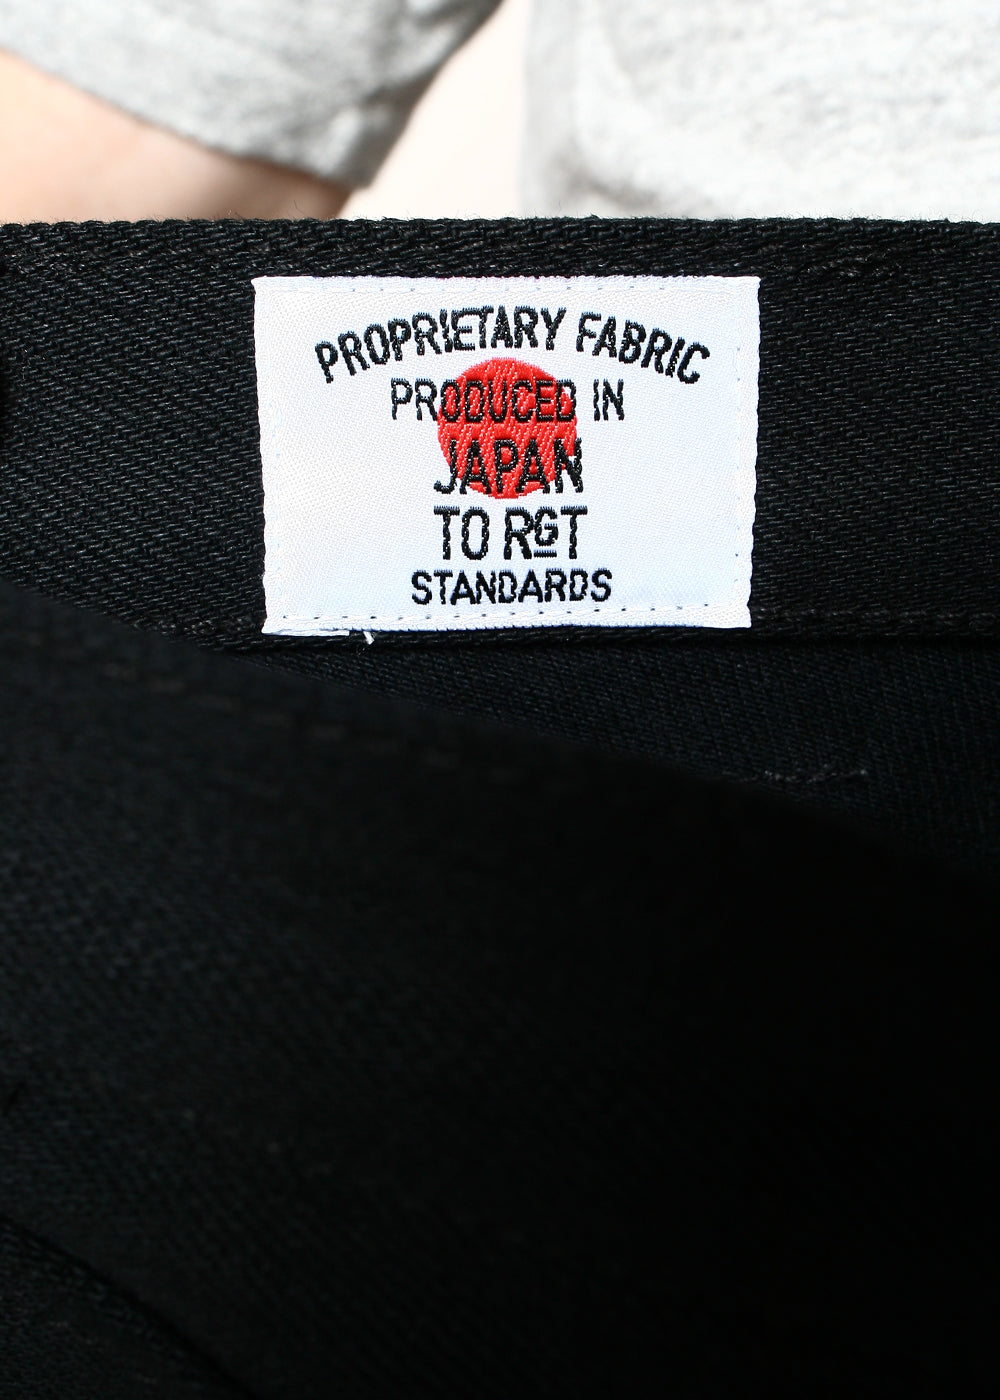 PROPRIETARY FABRIC
PRODUCED IN
JAPAN
TO RGT
STANDARDS